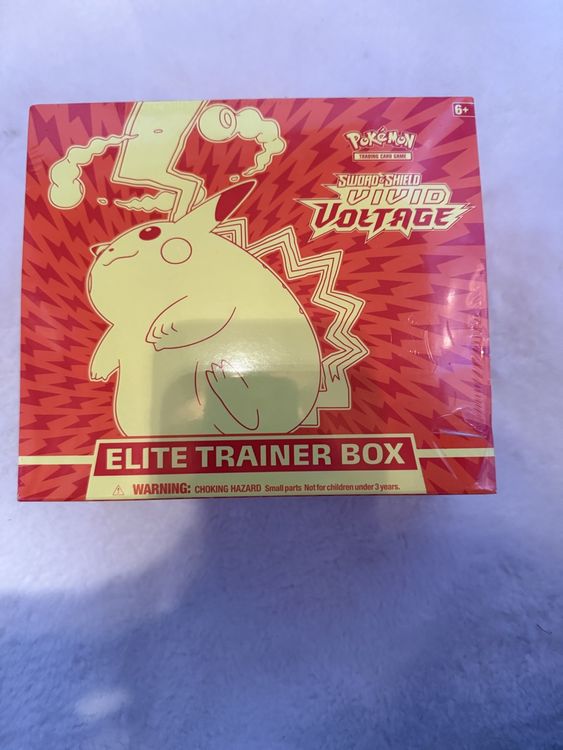 6+
POKéMON
TRADING CARD GAME
SWORD & SHIELD
VIVID
VOLTAGE
ELITE TRAINER BOX
⚠ WARNING: CHOKING HAZARD Small parts Not for children under 3 years.